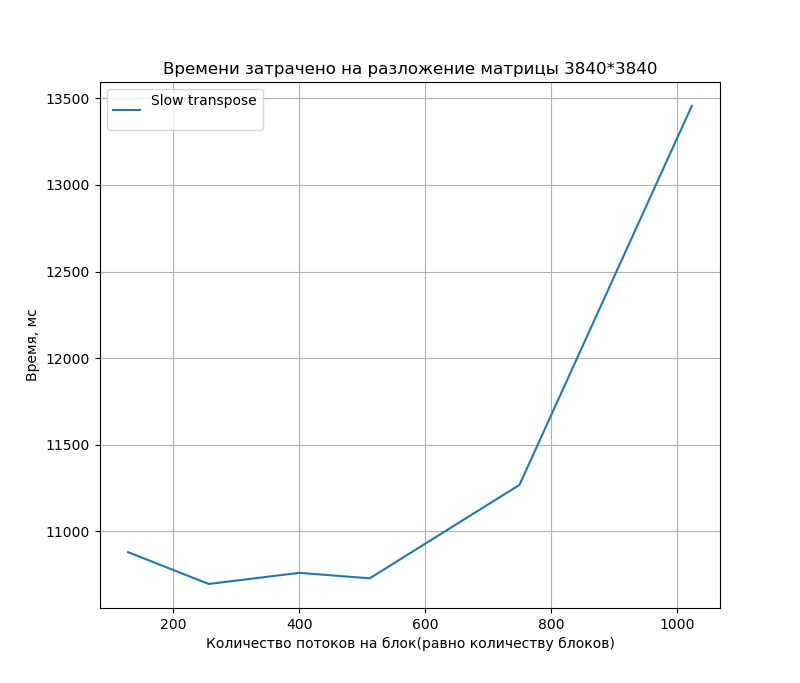 Времени затрачено на разложение матрицы 3840*3840
Slow transpose
13500
13000
12500
12000
11500
11000
Время, мс
200 400 600 800 1000
Количество потоков на блок(равно количеству блоков)